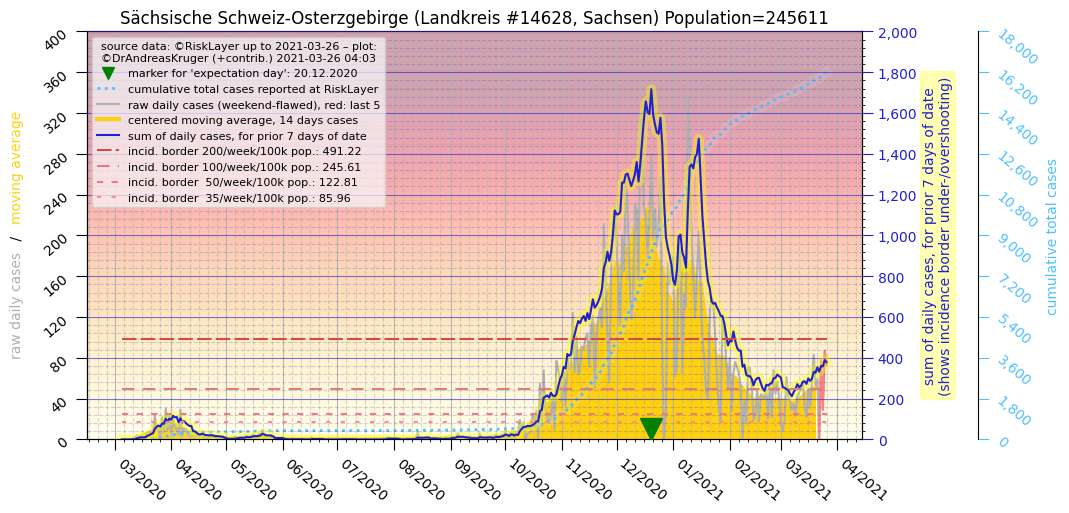 Sächsische Schweiz-Osterzgebirge (Landkreis #14628, Sachsen) Population=245611
source data: ©RiskLayer up to 2021-03-26 – plot:
©DrAndreasKruger (+contrib.) 2021-03-26 04:03
marker for 'expectation day': 20.12.2020
cumulative total cases reported at RiskLayer
raw daily cases (weekend-flawed), red: last 5
centered moving average, 14 days cases
sum of daily cases, for prior 7 days of date
incid. border 200/week/100k pop.: 491.22
incid. border 100/week/100k pop.: 245.61
incid. border  50/week/100k pop.: 122.81
incid. border  35/week/100k pop.: 85.96
raw daily cases  /  moving average
400
360
320
280
240
200
160
120
80
40
0
03/2020
04/2020
05/2020
06/2020
07/2020
08/2020
09/2020
10/2020
11/2020
12/2020
01/2021
02/2021
03/2021
04/2021
2,000
1,800
1,600
1,400
1,200
1,000
800
600
400
200
0
sum of daily cases, for prior 7 days of date
(shows incidence border under-/overshooting)
18,000
16,200
14,400
12,600
10,800
9,000
7,200
5,400
3,600
1,800
0
cumulative total cases